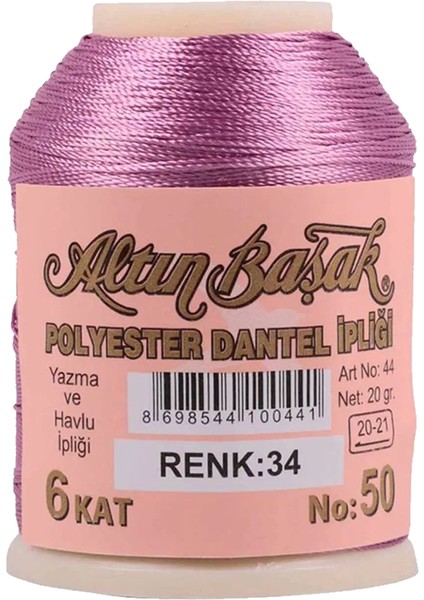 Altın Başak®
POLYESTER DANTEL İPLİĞİ
Yazma
ve
Havlu
İpliği
Art No: 44
Net: 20 gr.
20-21
8 698544 100441
RENK:34
6 KAT
No: 50